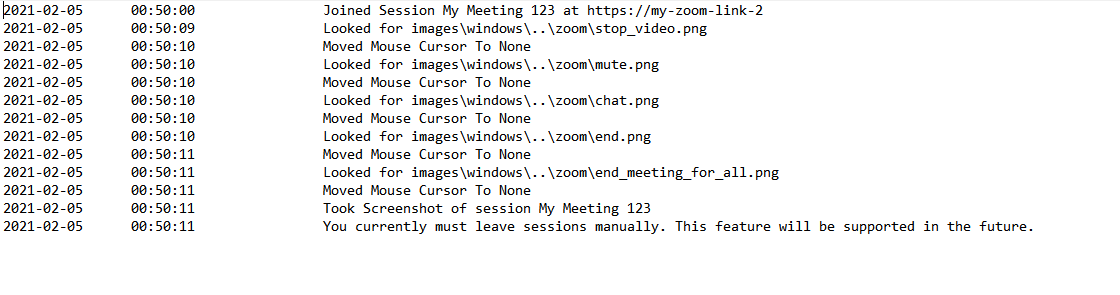 2021-02-05 00:50:00 Joined Session My Meeting 123 at https://my-zoom-link-2
2021-02-05 00:50:09 Looked for images\windows\..\zoom\stop_video.png
2021-02-05 00:50:10 Moved Mouse Cursor To None
2021-02-05 00:50:10 Looked for images\windows\..\zoom\mute.png
2021-02-05 00:50:10 Moved Mouse Cursor To None
2021-02-05 00:50:10 Looked for images\windows\..\zoom\chat.png
2021-02-05 00:50:10 Moved Mouse Cursor To None
2021-02-05 00:50:10 Looked for images\windows\..\zoom\end.png
2021-02-05 00:50:11 Moved Mouse Cursor To None
2021-02-05 00:50:11 Looked for images\windows\..\zoom\end_meeting_for_all.png
2021-02-05 00:50:11 Moved Mouse Cursor To None
2021-02-05 00:50:11 Took Screenshot of session My Meeting 123
2021-02-05 00:50:11 You currently must leave sessions manually. This feature will be supported in the future.